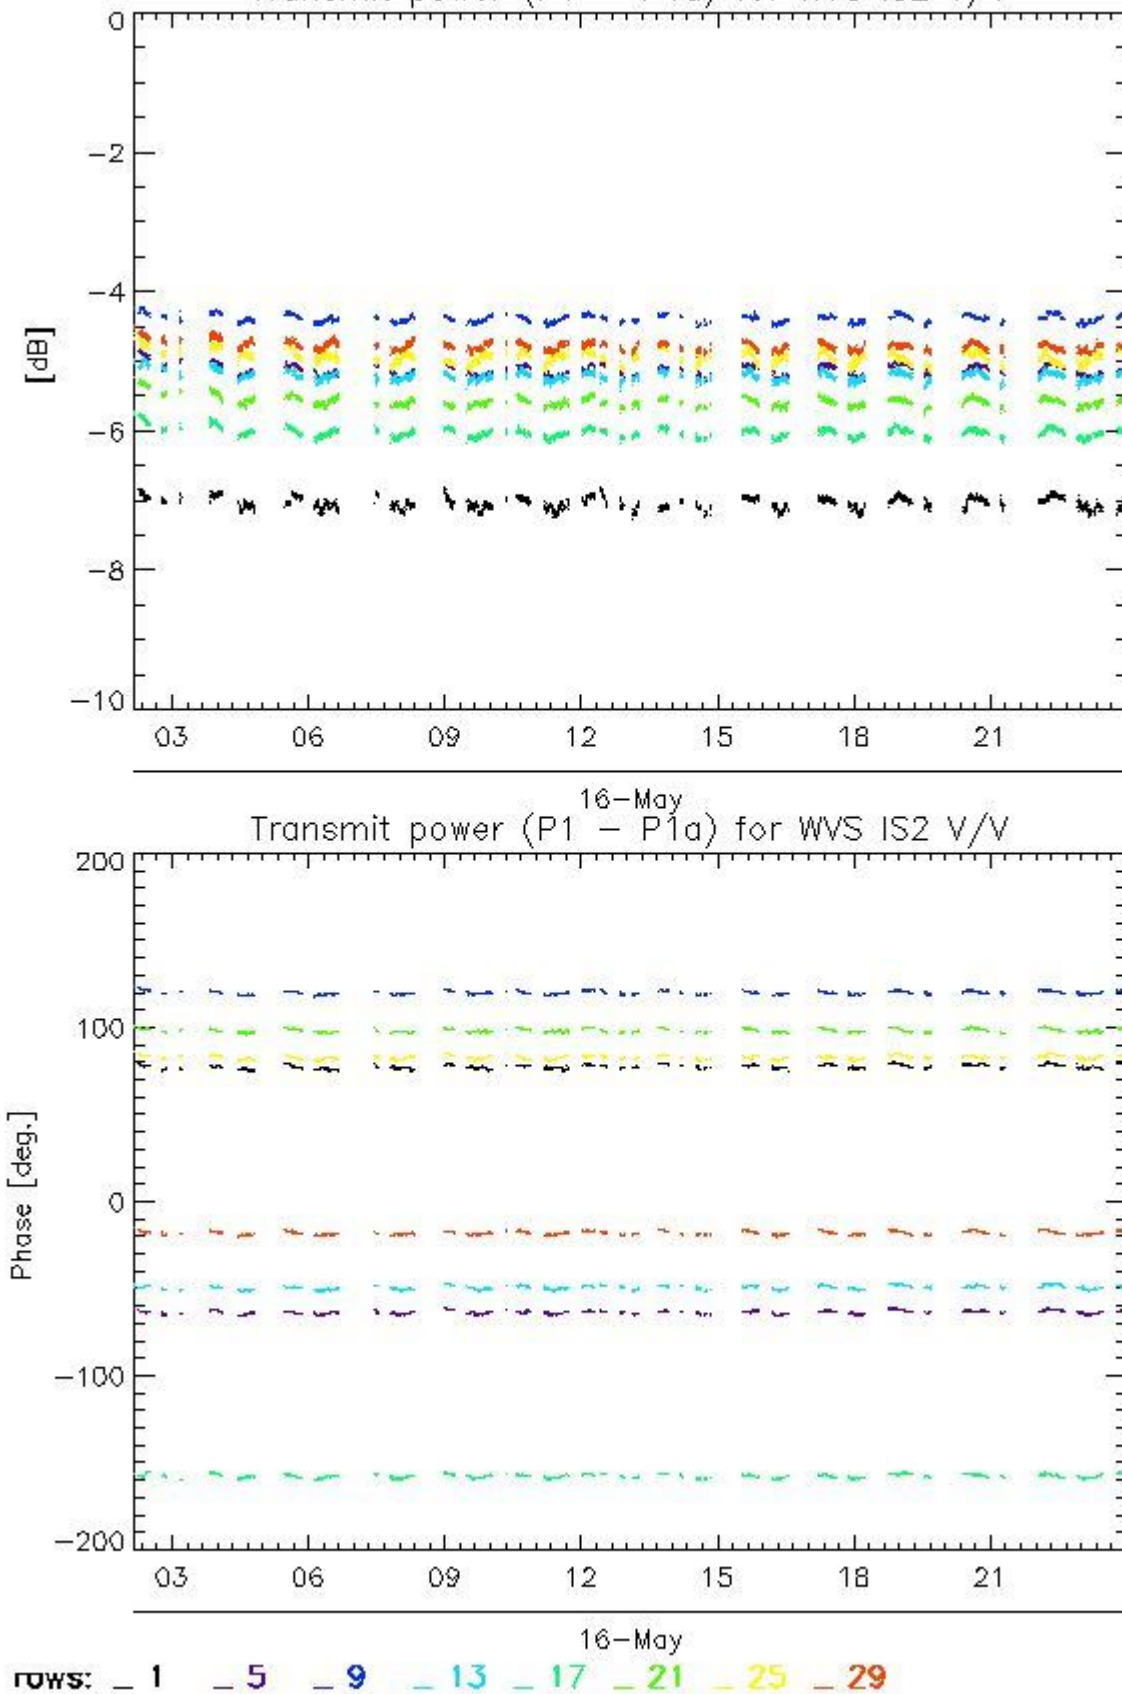 0
−2
−4
[dB]
−6
−8
−10
03 06 09 12 15 18 21
16−May
Transmit power (P1 − P1a) for WVS IS2 V/V
200
100
Phase [deg.]
0
−100
−200
03 06 09 12 15 18 21
16−May
rows: _ 1 _ 5 _ 9 _ 13 _ 17 _ 21 _ 25 _ 29